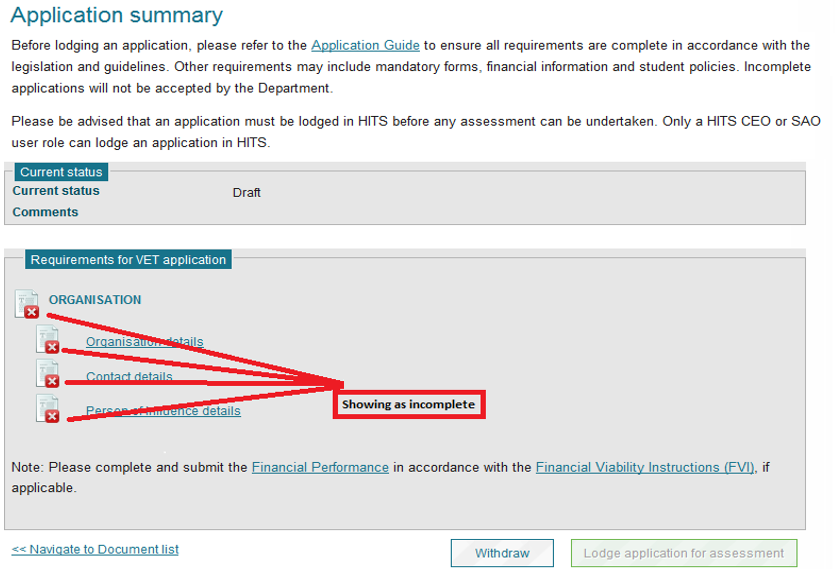 Application summary
Before lodging an application, please refer to the Application Guide to ensure all requirements are complete in accordance with the
legislation and guidelines. Other requirements may include mandatory forms, financial information and student policies. Incomplete
applications will not be accepted by the Department.
Please be advised that an application must be lodged in HITS before any assessment can be undertaken. Only a HITS CEO or SAO
user role can lodge an application in HITS.
Current status
Current status Draft
Comments
Requirements for VET application
ORGANISATION
Organisation details
Contact details
Person of influence details
Showing as incomplete
Note: Please complete and submit the Financial Performance in accordance with the Financial Viability Instructions (FVI), if
applicable.
<< Navigate to Document list
Withdraw
Lodge application for assessment